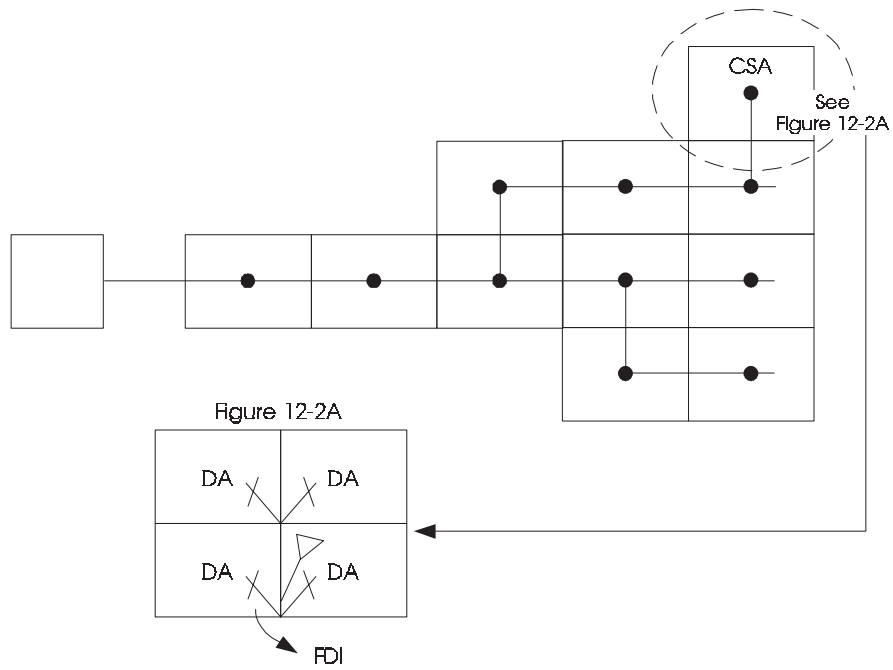 CSA
See
Figure 12-2A
Figure 12-2A
DA
DA
DA
DA
FDI